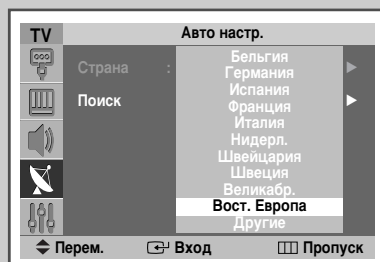 TV Авто настр.
Страна :
Поиск
Бельгия
Германия
Испания
Франция
Италия
Нидерл.
Швейцария
Швеция
Великабр.
Вост. Европа
Другие
Перем. Вход Пропуск